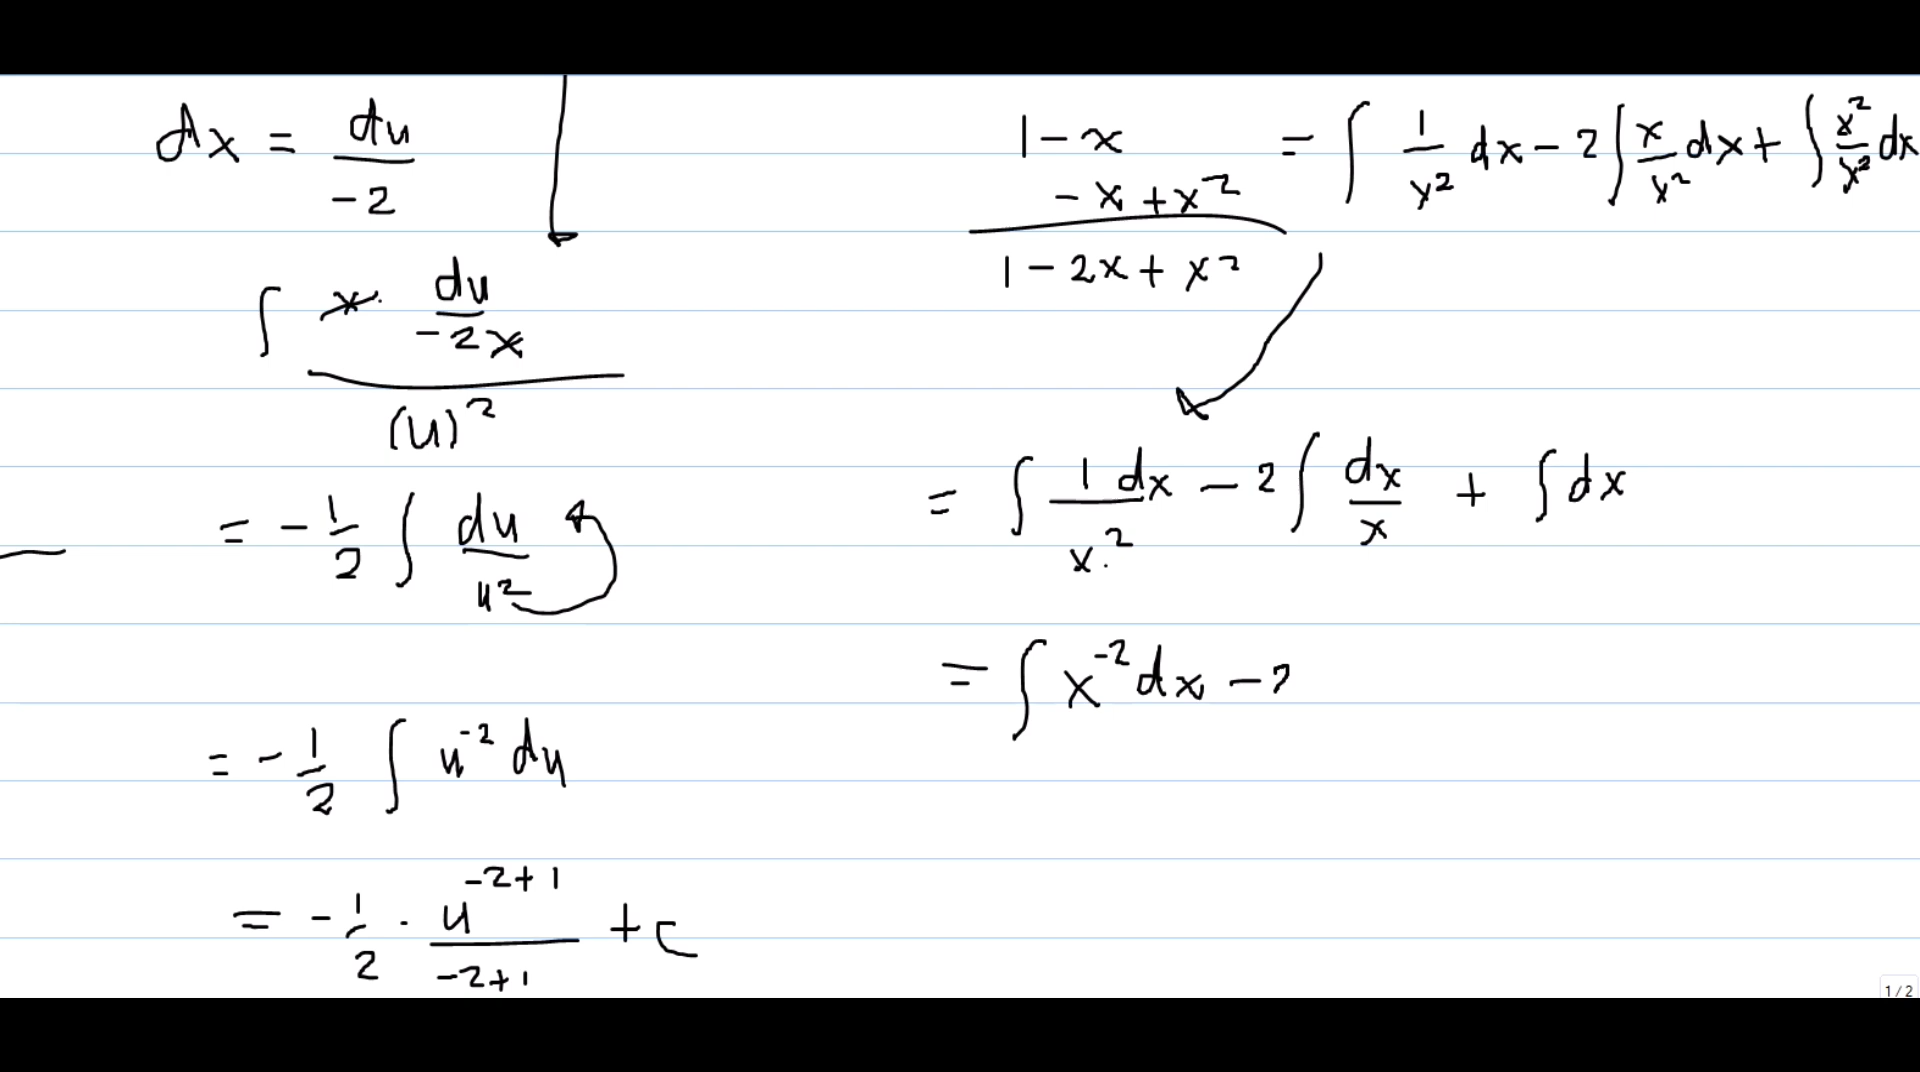 dx = du/-2
∫ x · du/-2x / (u)²
= -1/2 ∫ du/u²
= -1/2 ∫ u⁻² du
= -1/2 · u⁻²⁺¹/-2+1 + c
1 - x
- x + x²
1 - 2x + x²
= ∫ 1/x² dx - 2 ∫ x/x² dx + ∫ x²/x² dx
= ∫ 1 dx/x² - 2 ∫ dx/x + ∫ dx
= ∫ x⁻² dx - 2
1 / 2